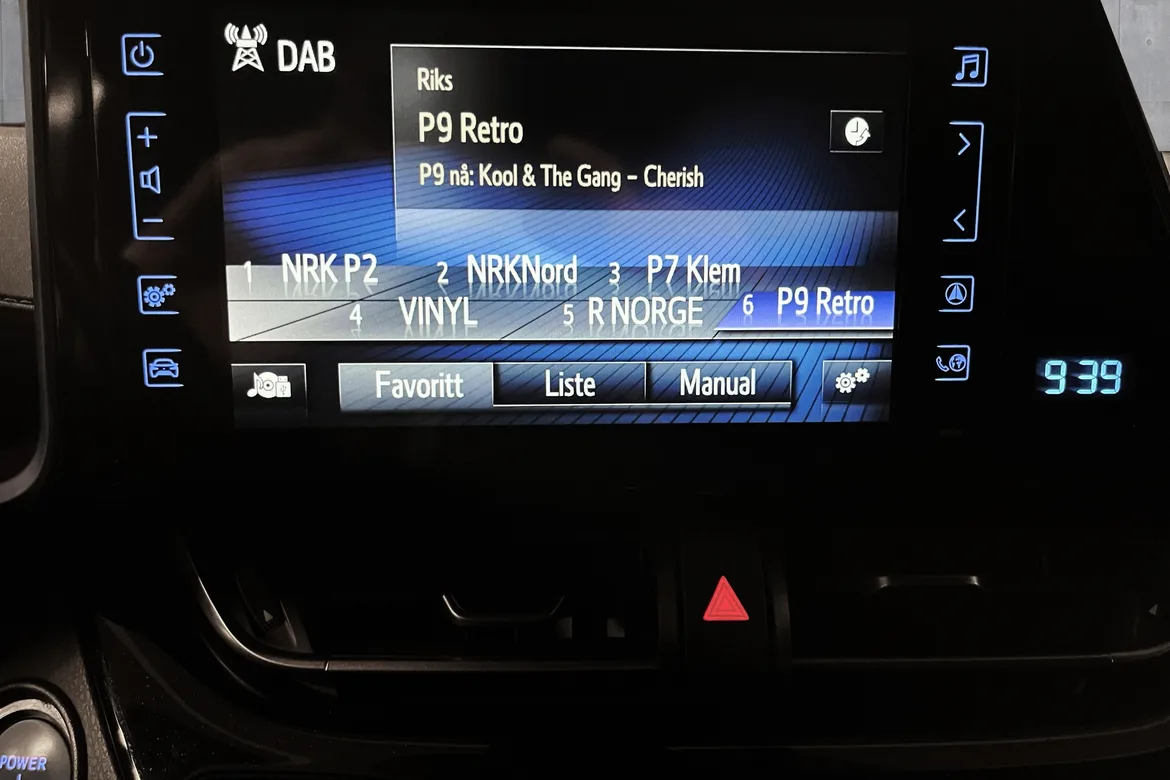 DAB
Riks
P9 Retro
P9 nå: Kool & The Gang – Cherish
1 NRK P2 2 NRKNord 3 P7 Klem
4 VINYL 5 R NORGE 6 P9 Retro
Favoritt Liste Manual
9 39
POWER